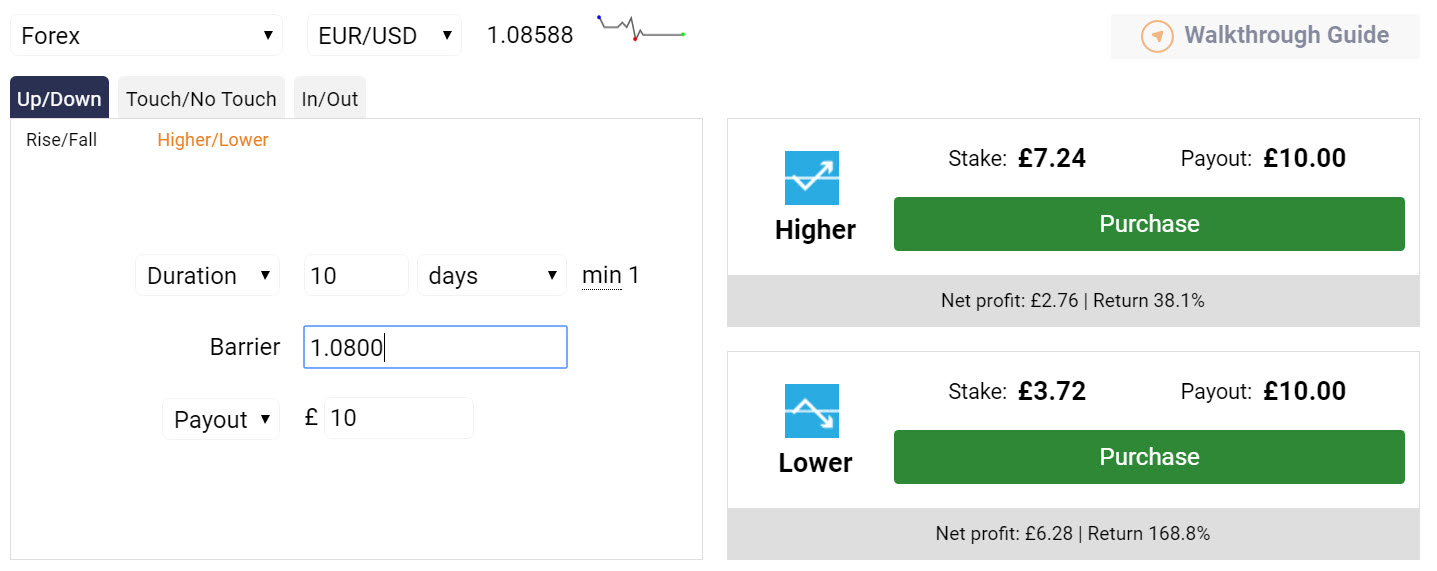 Forex ▼ EUR/USD ▼ 1.08588
Walkthrough Guide
Up/Down Touch/No Touch In/Out
Rise/Fall Higher/Lower
Duration ▼ 10 days ▼ min 1
Barrier 1.0800
Payout ▼ £ 10
Stake: £7.24 Payout: £10.00
Higher
Purchase
Net profit: £2.76 | Return 38.1%
Stake: £3.72 Payout: £10.00
Lower
Purchase
Net profit: £6.28 | Return 168.8%